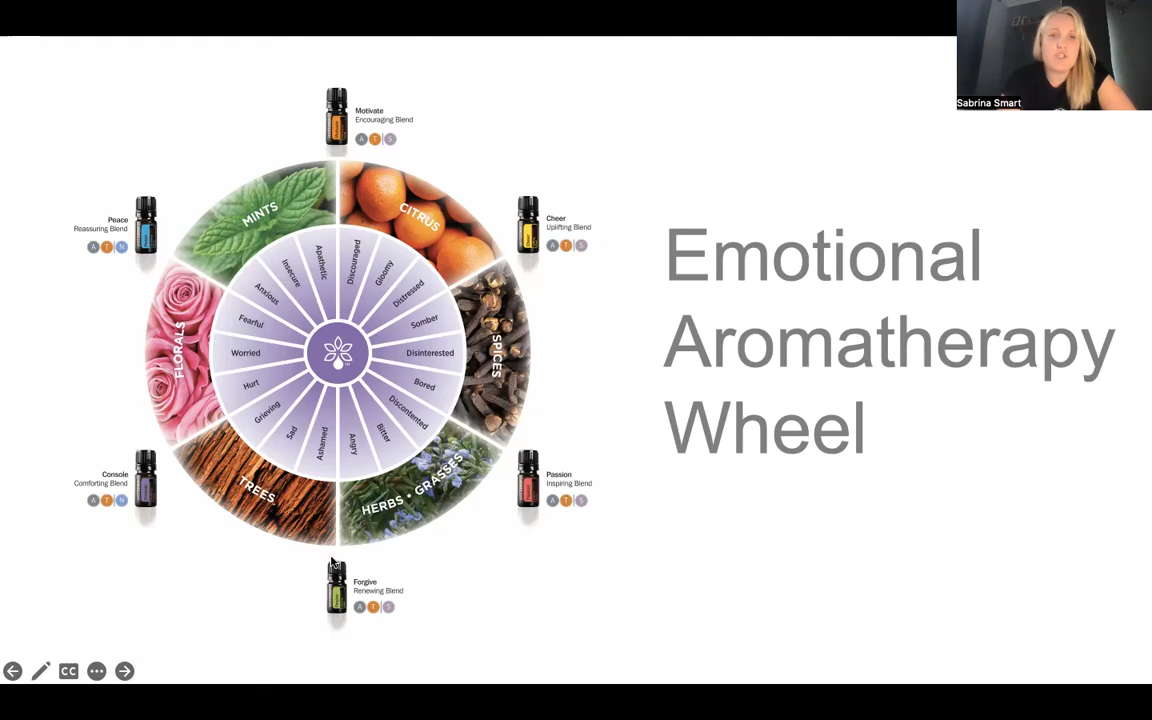 Sabrina Smart
Motivate
Encouraging Blend
A T S
Peace
Reassuring Blend
A T N
Cheer
Uplifting Blend
A T S
MINTS
CITRUS
SPICES
HERBS • GRASSES
TREES
FLORALS
Discouraged
Gloomy
Distressed
Somber
Disinterested
Bored
Discontented
Bitter
Angry
Ashamed
Sad
Grieving
Hurt
Worried
Fearful
Anxious
Insecure
Apathetic
Console
Comforting Blend
A T N
Passion
Inspiring Blend
A T S
Forgive
Renewing Blend
A T S
Emotional
Aromatherapy
Wheel
CC